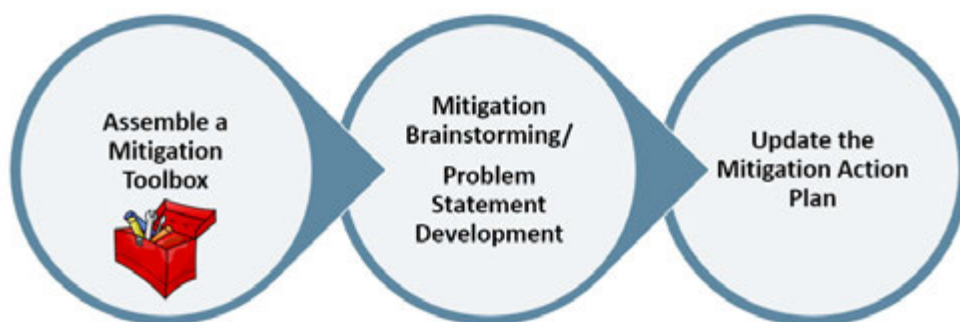 Assemble a
Mitigation
Toolbox
Mitigation
Brainstorming/
Problem
Statement
Development
Update the
Mitigation Action
Plan